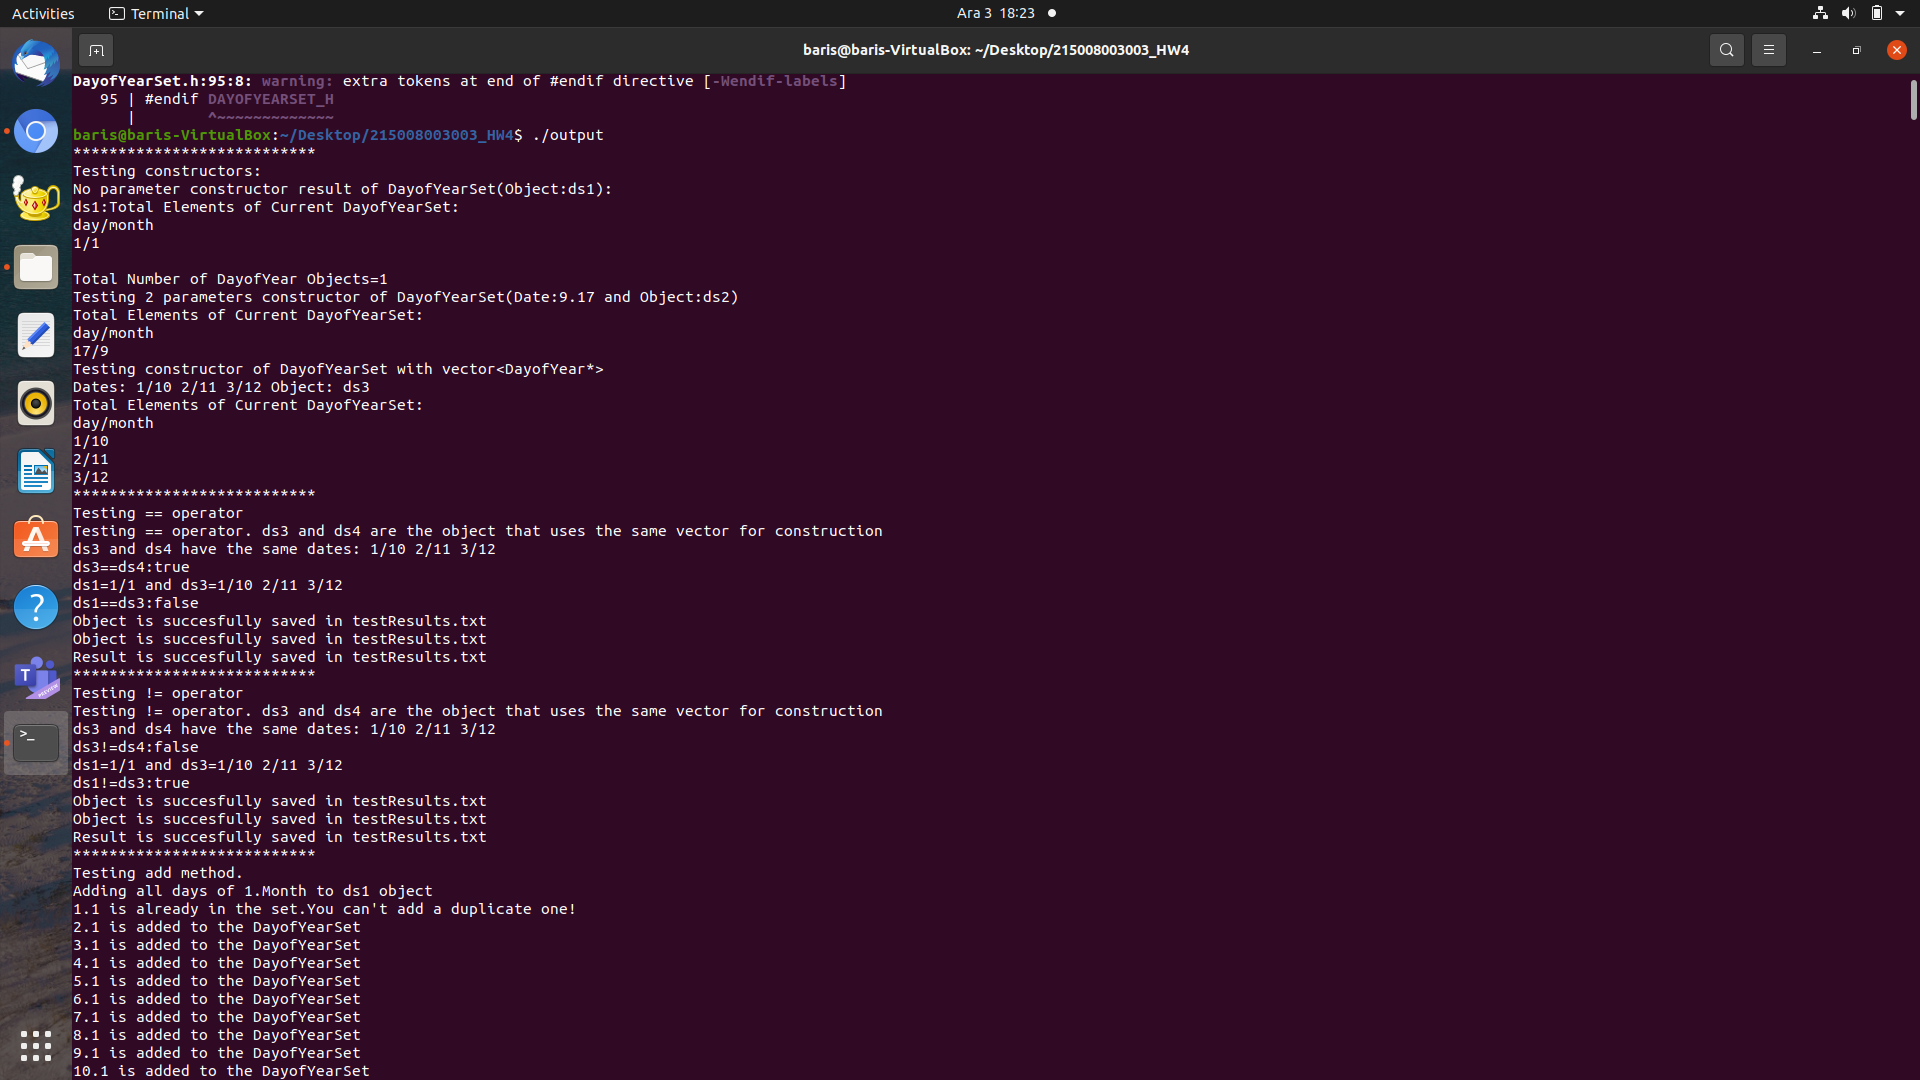 Activities
Terminal
Ara 3 18:23
baris@baris-VirtualBox: ~/Desktop/215008003003_HW4
DayofYearSet.h:95:8: warning: extra tokens at end of #endif directive [-Wendif-labels]
   95 | #endif DAYOFYEARSET_H
      |        ^~~~~~~~~~~~~~
baris@baris-VirtualBox:~/Desktop/215008003003_HW4$ ./output
***************************
Testing constructors:
No parameter constructor result of DayofYearSet(Object:ds1):
ds1:Total Elements of Current DayofYearSet:
day/month
1/1

Total Number of DayofYear Objects=1
Testing 2 parameters constructor of DayofYearSet(Date:9.17 and Object:ds2)
Total Elements of Current DayofYearSet:
day/month
17/9
Testing constructor of DayofYearSet with vector<DayofYear*>
Dates: 1/10 2/11 3/12 Object: ds3
Total Elements of Current DayofYearSet:
day/month
1/10
2/11
3/12
***************************
Testing == operator
Testing == operator. ds3 and ds4 are the object that uses the same vector for construction
ds3 and ds4 have the same dates: 1/10 2/11 3/12
ds3==ds4:true
ds1=1/1 and ds3=1/10 2/11 3/12
ds1==ds3:false
Object is succesfully saved in testResults.txt
Object is succesfully saved in testResults.txt
Result is succesfully saved in testResults.txt
***************************
Testing != operator
Testing != operator. ds3 and ds4 are the object that uses the same vector for construction
ds3 and ds4 have the same dates: 1/10 2/11 3/12
ds3!=ds4:false
ds1=1/1 and ds3=1/10 2/11 3/12
ds1!=ds3:true
Object is succesfully saved in testResults.txt
Object is succesfully saved in testResults.txt
Result is succesfully saved in testResults.txt
***************************
Testing add method.
Adding all days of 1.Month to ds1 object
1.1 is already in the set.You can't add a duplicate one!
2.1 is added to the DayofYearSet
3.1 is added to the DayofYearSet
4.1 is added to the DayofYearSet
5.1 is added to the DayofYearSet
6.1 is added to the DayofYearSet
7.1 is added to the DayofYearSet
8.1 is added to the DayofYearSet
9.1 is added to the DayofYearSet
10.1 is added to the DayofYearSet